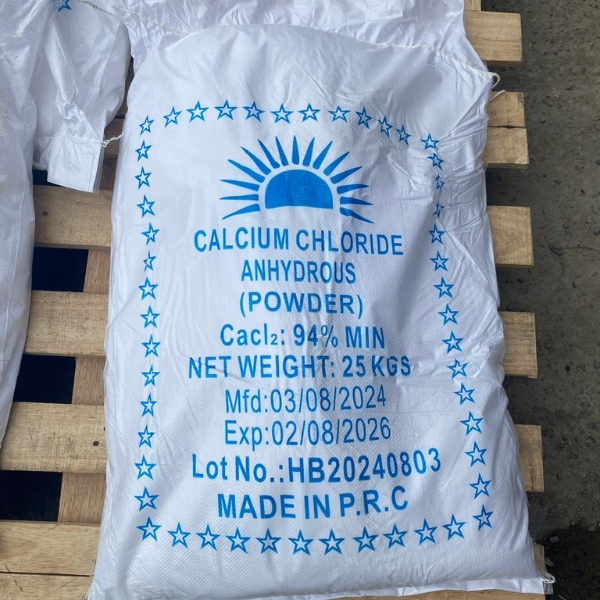 CALCIUM CHLORIDE
ANHYDROUS
(POWDER)
Cacl₂: 94% MIN
NET WEIGHT: 25 KGS
Mfd:03/08/2024
Exp:02/08/2026
Lot No.:HB20240803
MADE IN P.R.C